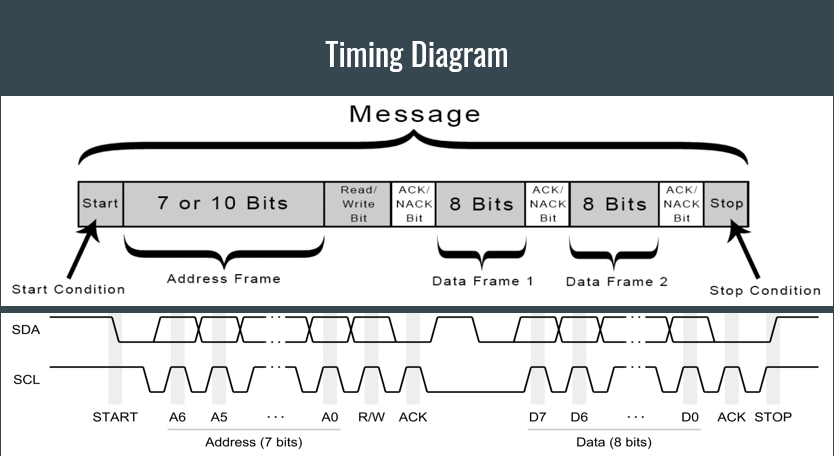 Timing Diagram
Message
Start
7 or 10 Bits
Read/
Write
Bit
ACK/
NACK
Bit
8 Bits
ACK/
NACK
Bit
8 Bits
ACK/
NACK
Bit
Stop
Address Frame
Data Frame 1
Data Frame 2
Start Condition
Stop Condition
SDA
SCL
START A6 A5 ··· A0 R/W ACK D7 D6 ··· D0 ACK STOP
Address (7 bits) Data (8 bits)